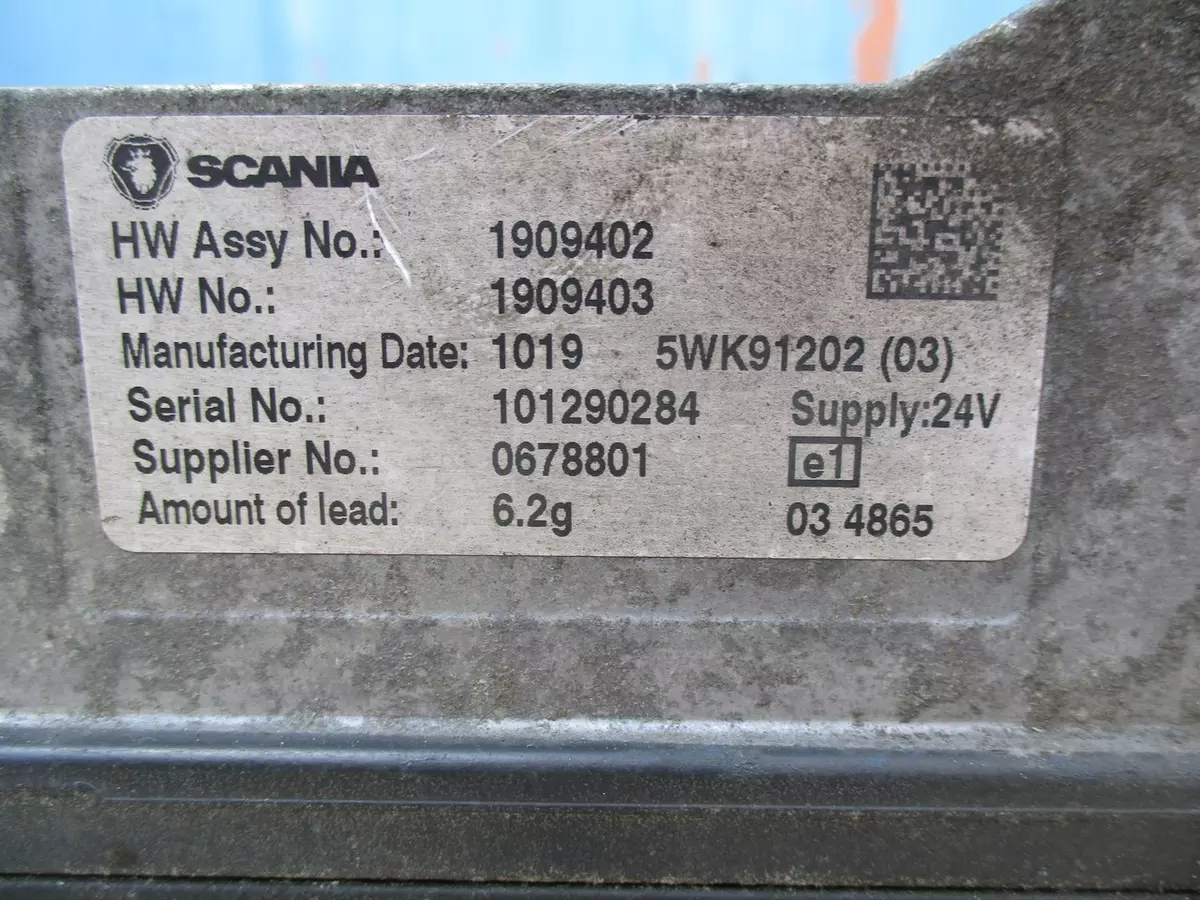 SCANIA
HW Assy No.: 1909402
HW No.: 1909403
Manufacturing Date: 1019 5WK91202 (03)
Serial No.: 101290284 Supply:24V
Supplier No.: 0678801 e1
Amount of lead: 6.2g 03 4865